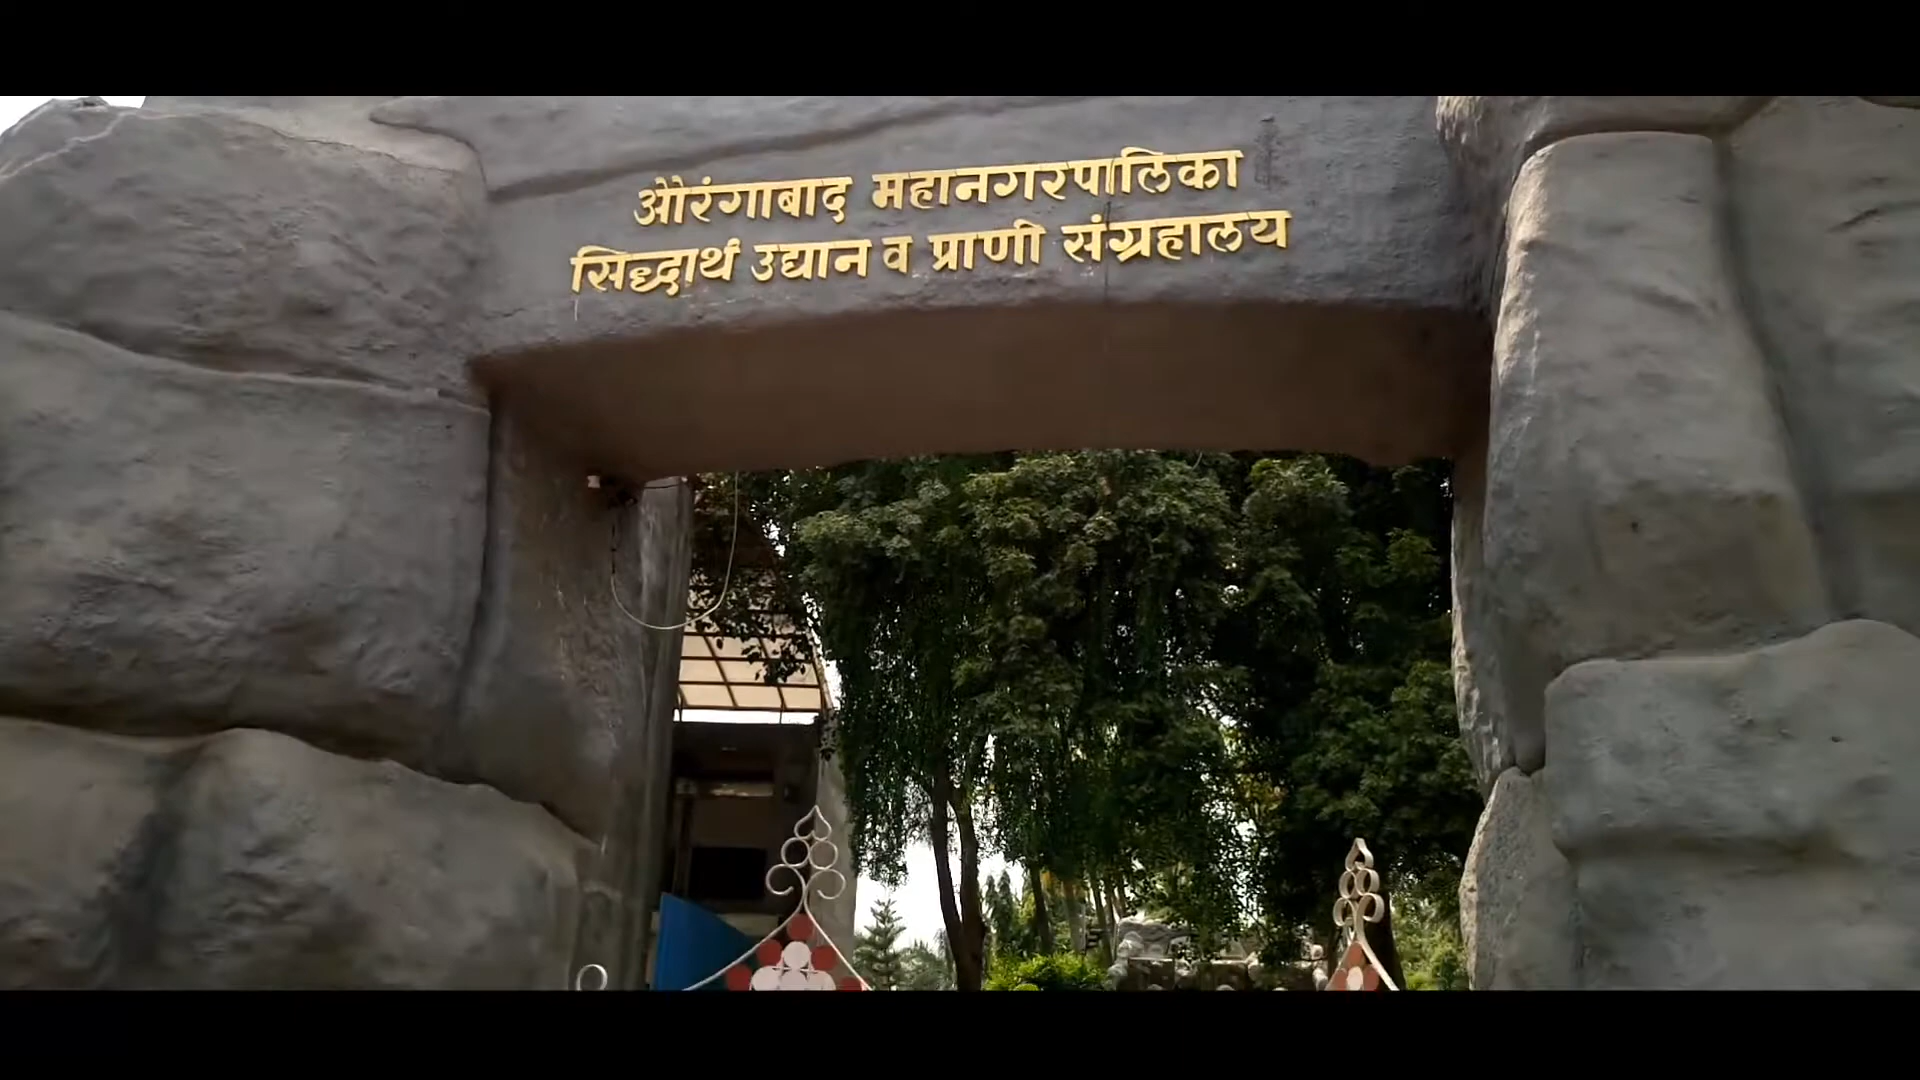 औरंगाबाद महानगरपालिका
सिद्धार्थ उद्यान व प्राणी संग्रहालय